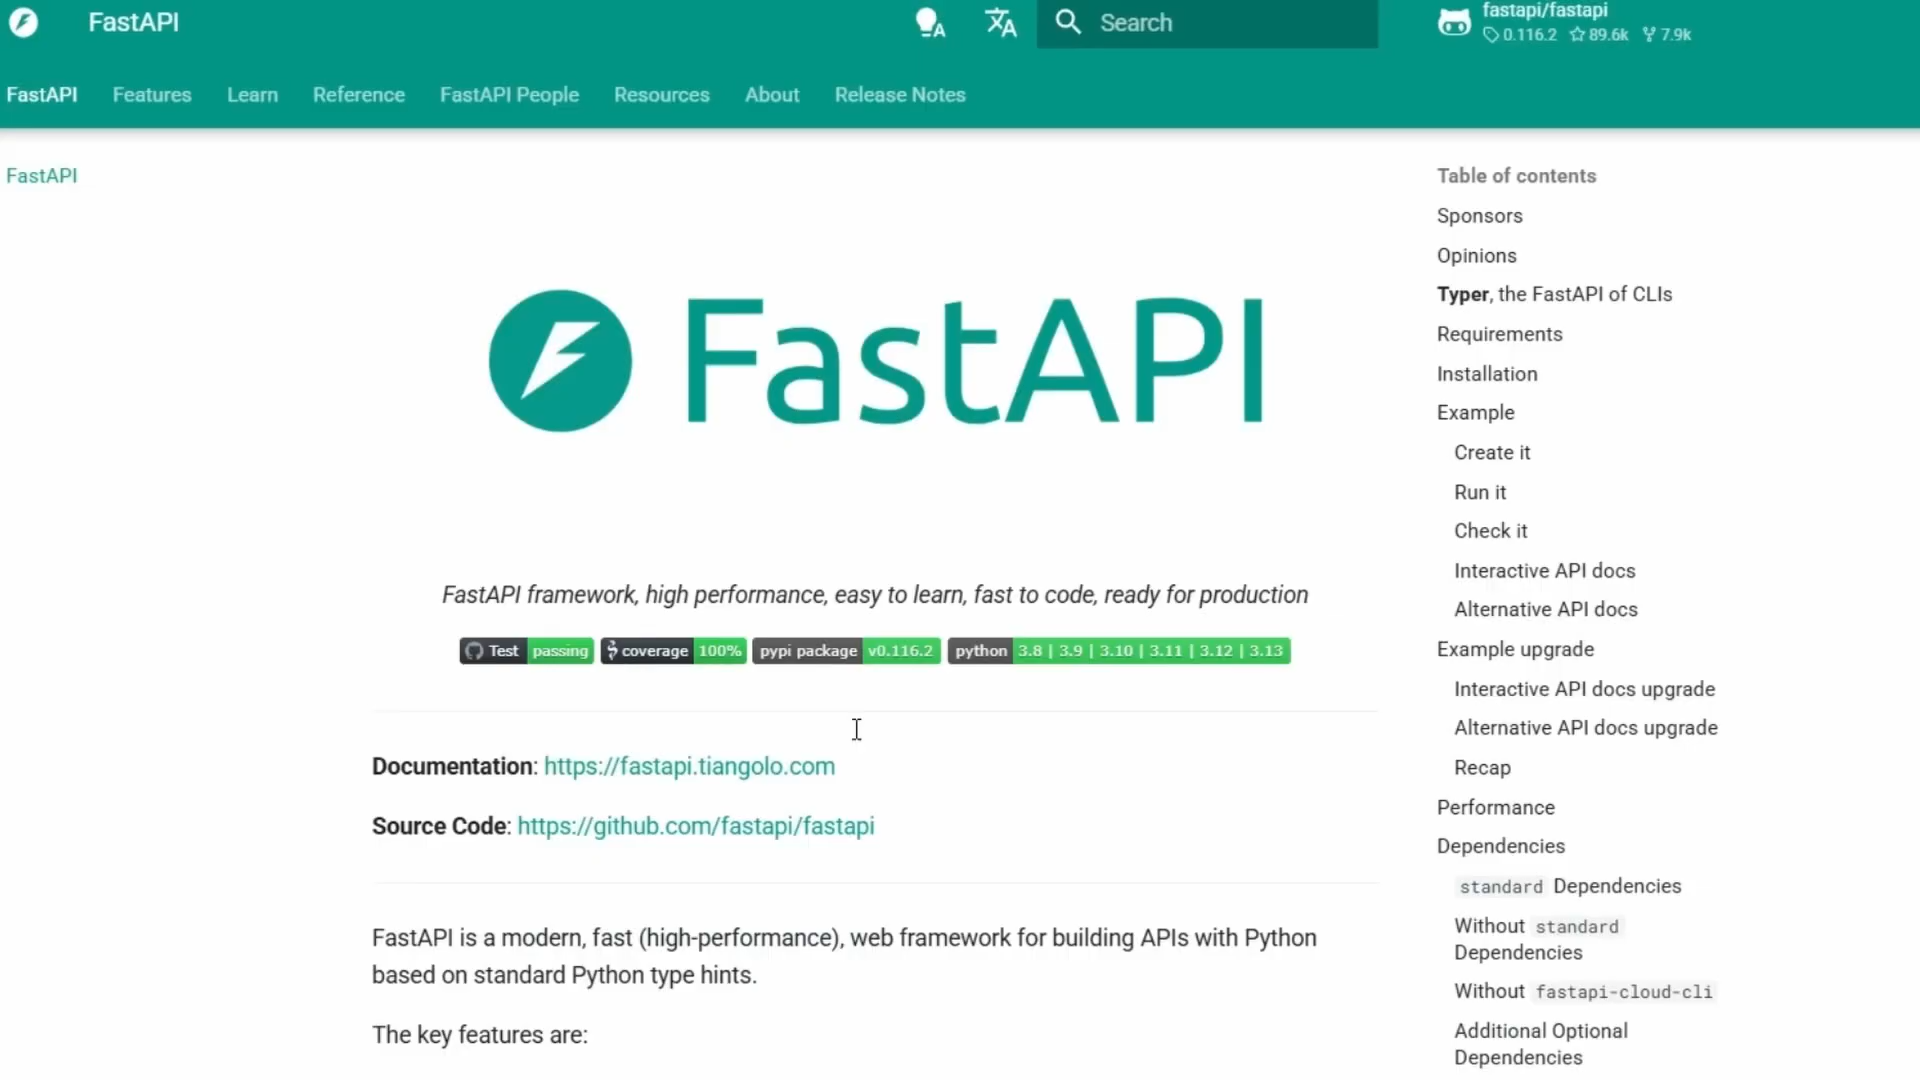 FastAPI
Search
fastapi/fastapi
0.116.2 89.6k 7.9k
FastAPI Features Learn Reference FastAPI People Resources About Release Notes
FastAPI
FastAPI
FastAPI framework, high performance, easy to learn, fast to code, ready for production
Test passing coverage 100% pypi package v0.116.2 python 3.8 | 3.9 | 3.10 | 3.11 | 3.12 | 3.13
Documentation: https://fastapi.tiangolo.com
Source Code: https://github.com/fastapi/fastapi
FastAPI is a modern, fast (high-performance), web framework for building APIs with Python
based on standard Python type hints.
The key features are:
Table of contents
Sponsors
Opinions
Typer, the FastAPI of CLIs
Requirements
Installation
Example
Create it
Run it
Check it
Interactive API docs
Alternative API docs
Example upgrade
Interactive API docs upgrade
Alternative API docs upgrade
Recap
Performance
Dependencies
standard Dependencies
Without standard
Dependencies
Without fastapi-cloud-cli
Additional Optional
Dependencies